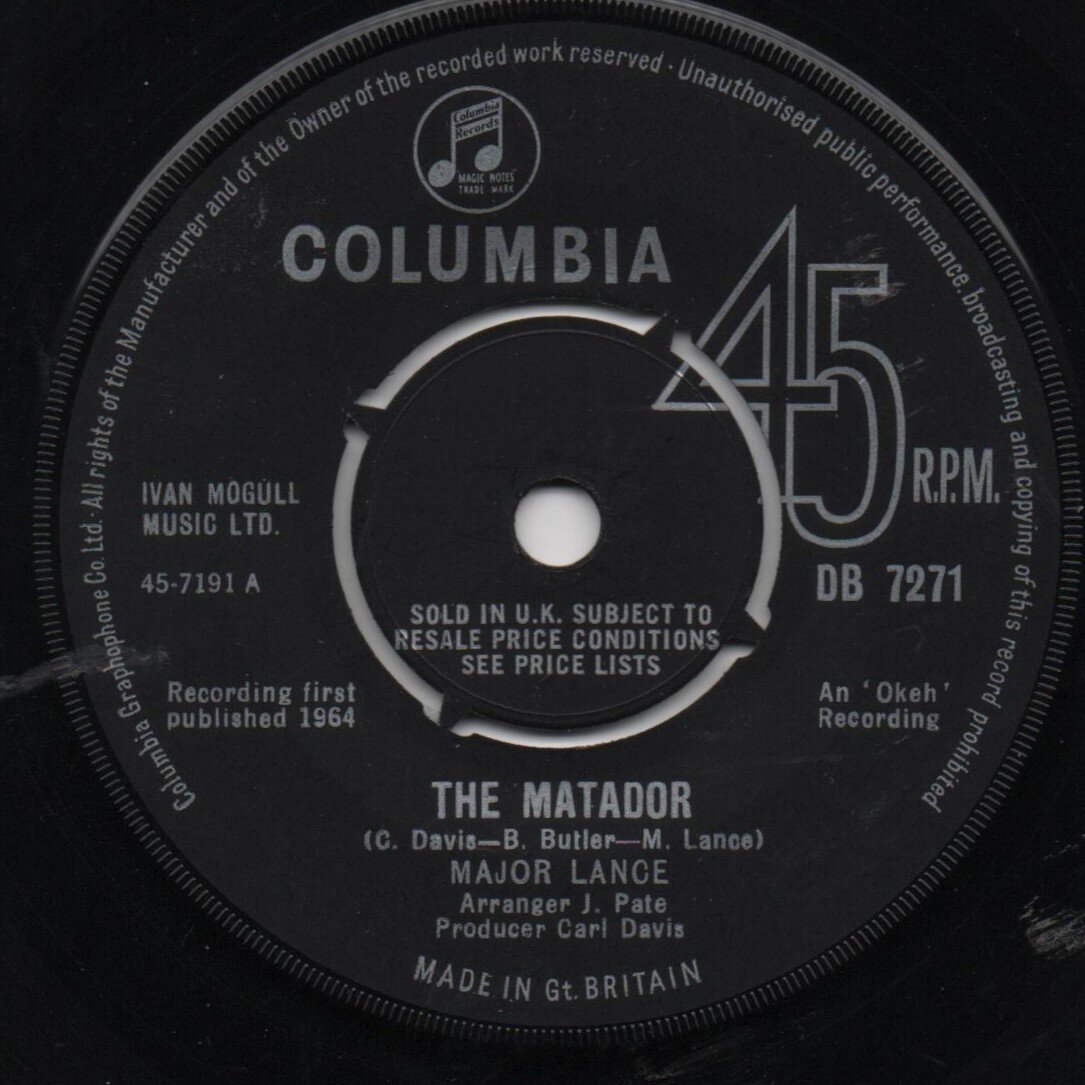 Columbia Graphophone Co. Ltd. · All rights of the Manufacturer and of the Owner of the recorded work reserved · Unauthorised public performance, broadcasting and copying of this record prohibited
Columbia
Records
MAGIC NOTES
TRADE MARK
COLUMBIA
45
R.P.M.
IVAN MOGULL
MUSIC LTD.
45-7191 A
DB 7271
SOLD IN U.K. SUBJECT TO
RESALE PRICE CONDITIONS
SEE PRICE LISTS
Recording first
published 1964
An 'Okeh'
Recording
THE MATADOR
(C. Davis—B. Butler—M. Lance)
MAJOR LANCE
Arranger J. Pate
Producer Carl Davis
MADE IN Gt. BRITAIN